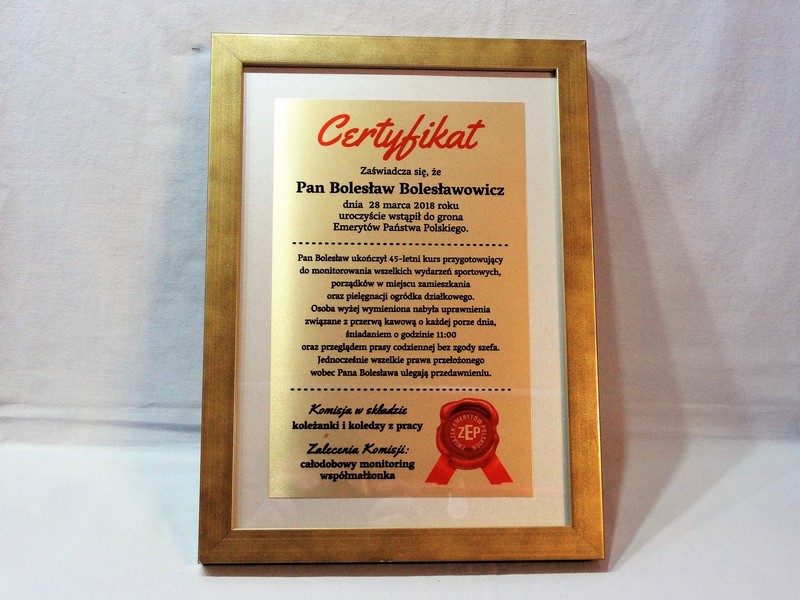 Certyfikat
Zaświadcza się, że
Pan Bolesław Bolesławowicz
dnia 28 marca 2018 roku
uroczyście wstąpił do grona
Emerytów Państwa Polskiego.
Pan Bolesław ukończył 45-letni kurs przygotowujący
do monitorowania wszelkich wydarzeń sportowych,
porządków w miejscu zamieszkania
oraz pielęgnacji ogródka działkowego.
Osoba wyżej wymieniona nabyła uprawnienia
związane z przerwą kawową o każdej porze dnia,
śniadaniem o godzinie 11:00
oraz przeglądem prasy codziennej bez zgody szefa.
Jednocześnie wszelkie prawa przełożonego
wobec Pana Bolesława ulegają przedawnieniu.
Komisja w składzie
koleżanki i koledzy z pracy
Zalecenia Komisji:
całodobowy monitoring
współmałżonka
ZWIĄZEK EMERYTÓW POLSKICH
ZEP